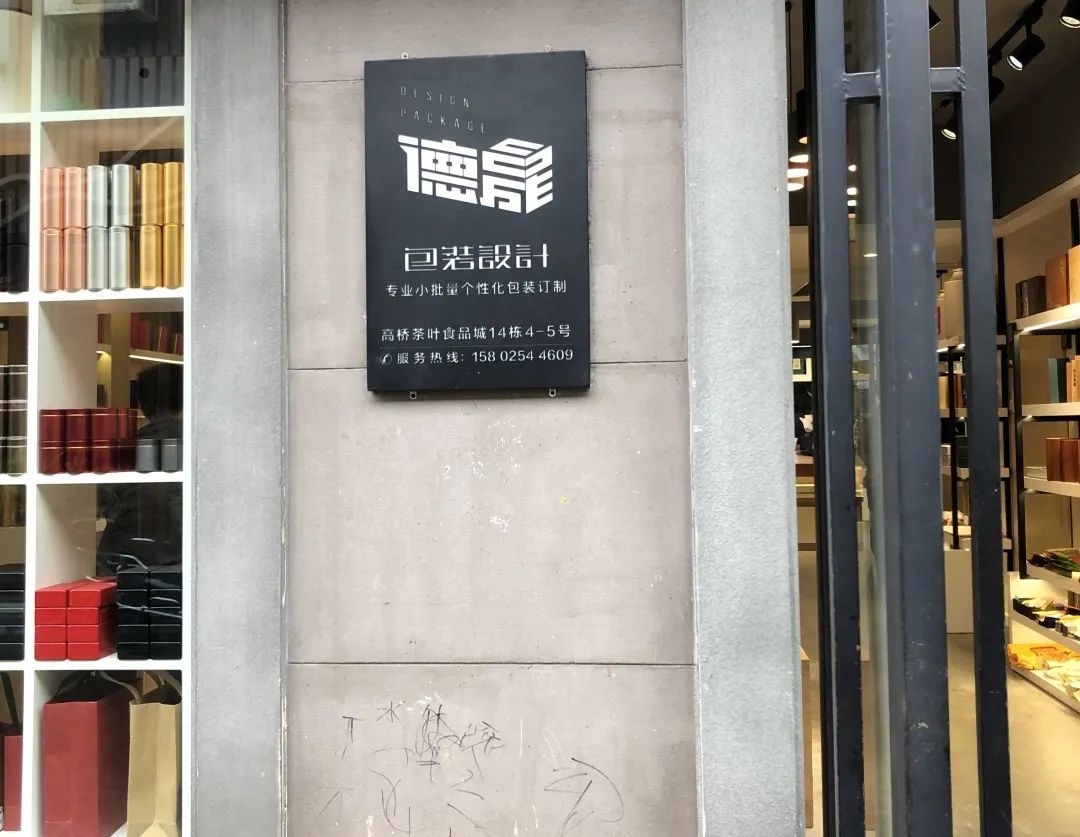 DESIGN
PACKAGE
德
包装設計
专业小批量个性化包装订制
高桥茶叶食品城14栋4-5号
服务热线：158 0254 4609